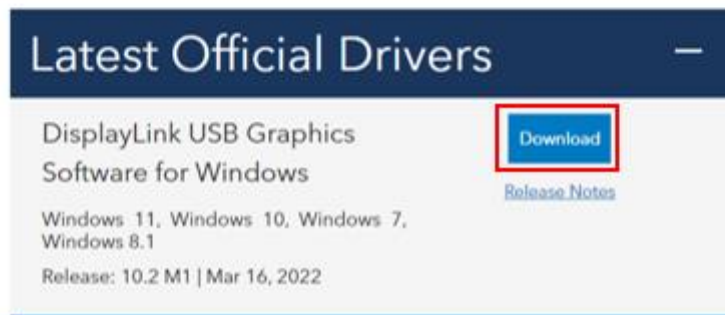 Latest Official Drivers
DisplayLink USB Graphics
Software for Windows
Download
Release Notes
Windows 11, Windows 10, Windows 7,
Windows 8.1
Release: 10.2 M1 | Mar 16, 2022